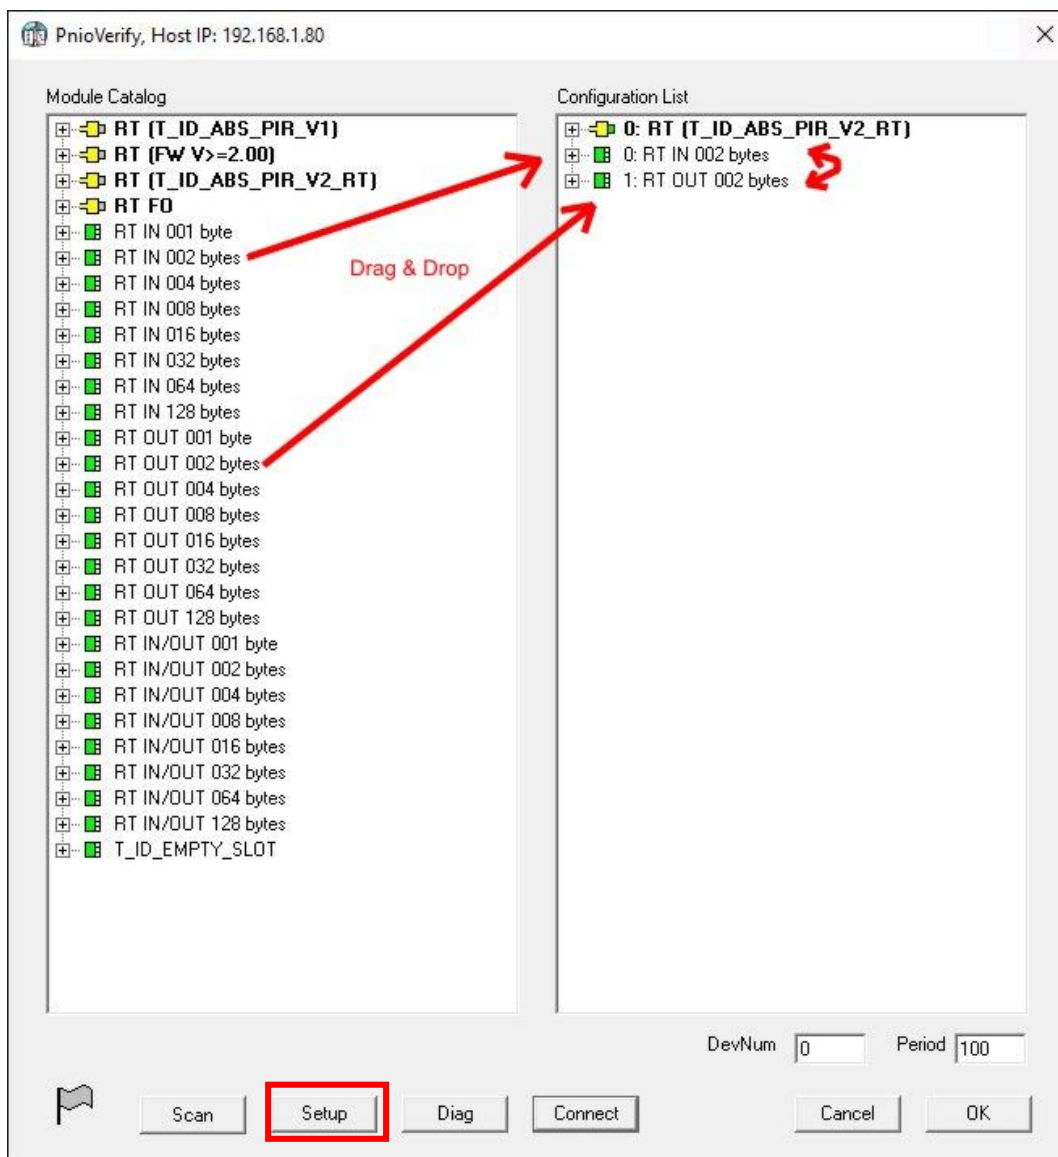 PnioVerify, Host IP: 192.168.1.80
Module Catalog
RT (T_ID_ABS_PIR_V1)
RT (FW V>=2.00)
RT (T_ID_ABS_PIR_V2_RT)
RT FO
RT IN 001 byte
RT IN 002 bytes
RT IN 004 bytes
RT IN 008 bytes
RT IN 016 bytes
RT IN 032 bytes
RT IN 064 bytes
RT IN 128 bytes
RT OUT 001 byte
RT OUT 002 bytes
RT OUT 004 bytes
RT OUT 008 bytes
RT OUT 016 bytes
RT OUT 032 bytes
RT OUT 064 bytes
RT OUT 128 bytes
RT IN/OUT 001 byte
RT IN/OUT 002 bytes
RT IN/OUT 004 bytes
RT IN/OUT 008 bytes
RT IN/OUT 016 bytes
RT IN/OUT 032 bytes
RT IN/OUT 064 bytes
RT IN/OUT 128 bytes
T_ID_EMPTY_SLOT
Drag & Drop
Configuration List
0: RT (T_ID_ABS_PIR_V2_RT)
0: RT IN 002 bytes
1: RT OUT 002 bytes
DevNum 0 Period 100
Scan Setup Diag Connect Cancel OK